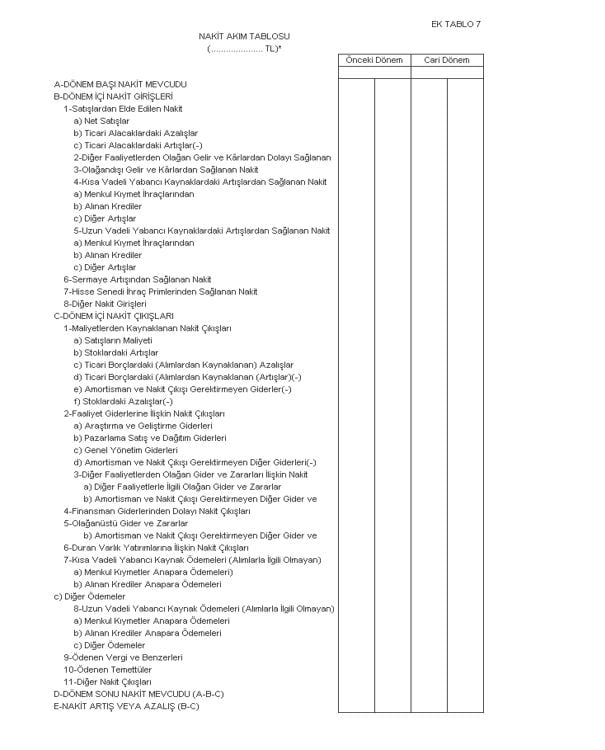 EK TABLO 7
NAKİT AKIM TABLOSU
(..................... TL)*
Önceki Dönem Cari Dönem
A-DÖNEM BAŞI NAKİT MEVCUDU
B-DÖNEM İÇİ NAKİT GİRİŞLERİ
1-Satışlardan Elde Edilen Nakit
a) Net Satışlar
b) Ticari Alacaklardaki Azalışlar
c) Ticari Alacaklardaki Artışlar(-)
2-Diğer Faaliyetlerden Olağan Gelir ve Kârlardan Dolayı Sağlanan
3-Olağandışı Gelir ve Kârlardan Sağlanan Nakit
4-Kısa Vadeli Yabancı Kaynaklardaki Artışlardan Sağlanan Nakit
a) Menkul Kıymet İhraçlarından
b) Alınan Krediler
c) Diğer Artışlar
5-Uzun Vadeli Yabancı Kaynaklardaki Artışlardan Sağlanan Nakit
a) Menkul Kıymet İhraçlarından
b) Alınan Krediler
c) Diğer Artışlar
6-Sermaye Artışından Sağlanan Nakit
7-Hisse Senedi İhraç Primlerinden Sağlanan Nakit
8-Diğer Nakit Girişleri
C-DÖNEM İÇİ NAKİT ÇIKIŞLARI
1-Maliyetlerden Kaynaklanan Nakit Çıkışları
a) Satışların Maliyeti
b) Stoklardaki Artışlar
c) Ticari Borçlardaki (Alımlardan Kaynaklanan) Azalışlar
d) Ticari Borçlardaki (Alımlardan Kaynaklanan (Artışlar)(-)
e) Amortisman ve Nakit Çıkışı Gerektirmeyen Giderler(-)
f) Stoklardaki Azalışlar(-)
2-Faaliyet Giderlerine İlişkin Nakit Çıkışları
a) Araştırma ve Geliştirme Giderleri
b) Pazarlama Satış ve Dağıtım Giderleri
c) Genel Yönetim Giderleri
d) Amortisman ve Nakit Çıkışı Gerektirmeyen Diğer Giderleri(-)
3-Diğer Faaliyetlerden Olağan Gider ve Zararları İlişkin Nakit
a) Diğer Faaliyetlerle İlgili Olağan Gider ve Zararlar
b) Amortisman ve Nakit Çıkışı Gerektirmeyen Diğer Gider ve
4-Finansman Giderlerinden Dolayı Nakit Çıkışları
5-Olağanüstü Gider ve Zararlar
b) Amortisman ve Nakit Çıkışı Gerektirmeyen Diğer Gider ve
6-Duran Varlık Yatırımlarına İlişkin Nakit Çıkışları
7-Kısa Vadeli Yabancı Kaynak Ödemeleri (Alımlarla İlgili Olmayan)
a) Menkul Kıymetler Anapara Ödemeleri)
b) Alınan Krediler Anapara Ödemeleri
c) Diğer Ödemeler
8-Uzun Vadeli Yabancı Kaynak Ödemeleri (Alımlarla İlgili Olmayan)
a) Menkul Kıymetler Anapara Ödemeleri
b) Alınan Krediler Anapara Ödemeleri
c) Diğer Ödemeler
9-Ödenen Vergi ve Benzerleri
10-Ödenen Temettüler
11-Diğer Nakit Çıkışları
D-DÖNEM SONU NAKİT MEVCUDU (A-B-C)
E-NAKİT ARTIŞ VEYA AZALIŞ (B-C)